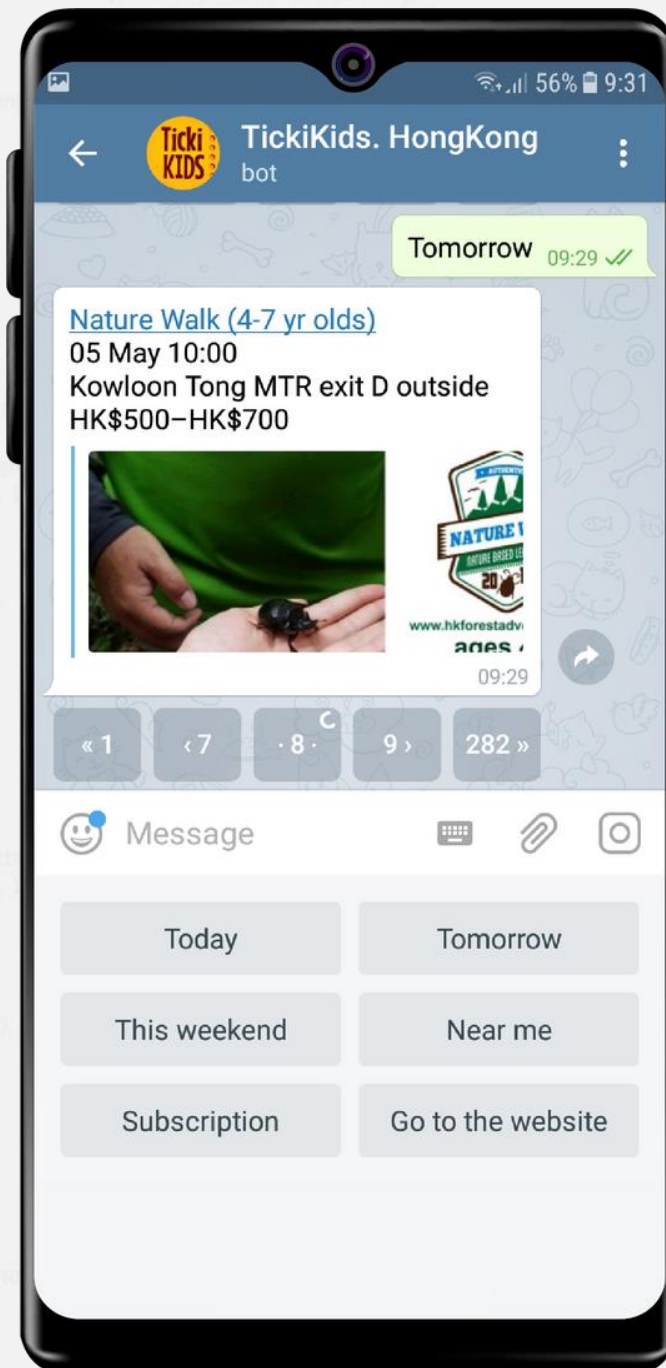 56% 9:31
Ticki
KIDS
TickiKids. HongKong
bot
Tomorrow 09:29
Nature Walk (4-7 yr olds)
05 May 10:00
Kowloon Tong MTR exit D outside
HK$500–HK$700
NATURE
20
www.hkforestadv
ages
09:29
« 1 ‹ 7 · 8 · 9 › 282 »
Message
Today Tomorrow
This weekend Near me
Subscription Go to the website